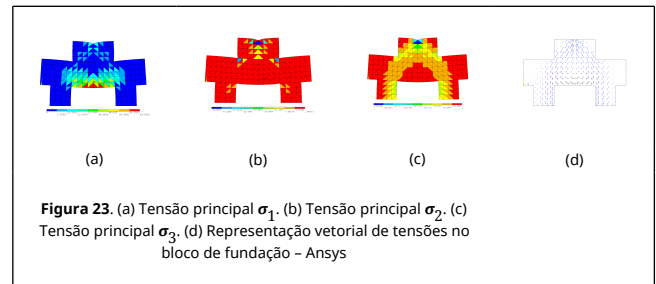 (a)
(b)
(c)
(d)
Figura 23. (a) Tensão principal σ₁. (b) Tensão principal σ₂. (c)
Tensão principal σ₃. (d) Representação vetorial de tensões no
bloco de fundação – Ansys